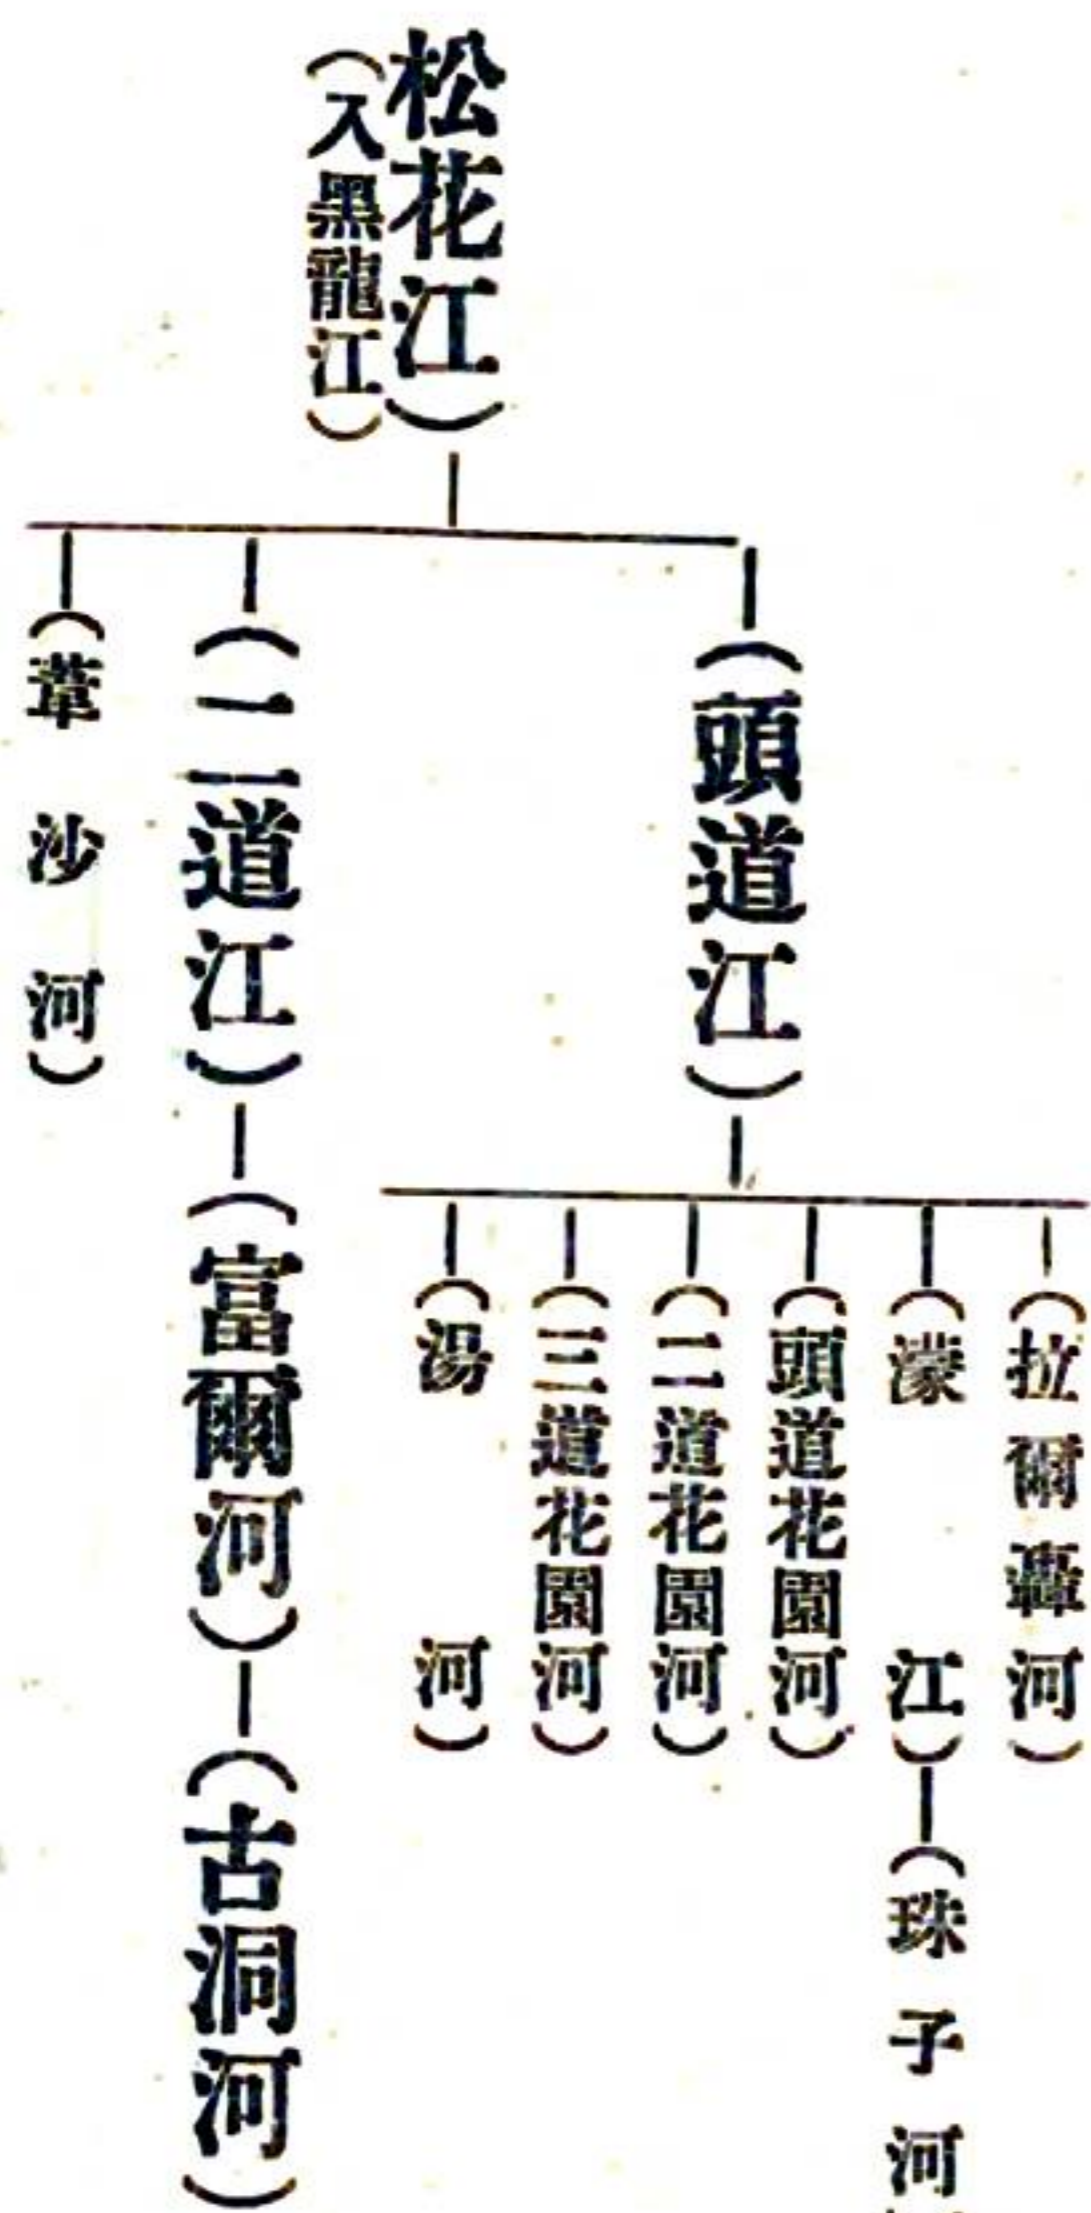 松花江)
(入黑龍江)
(頭道江)
(拉爾轟河)
(濛江)
(珠子河
(頭道花園河)
(二道花園河)
(三道花園河)
(湯河)
(二道江)
(富爾河)
(古洞河)
(葦沙河)